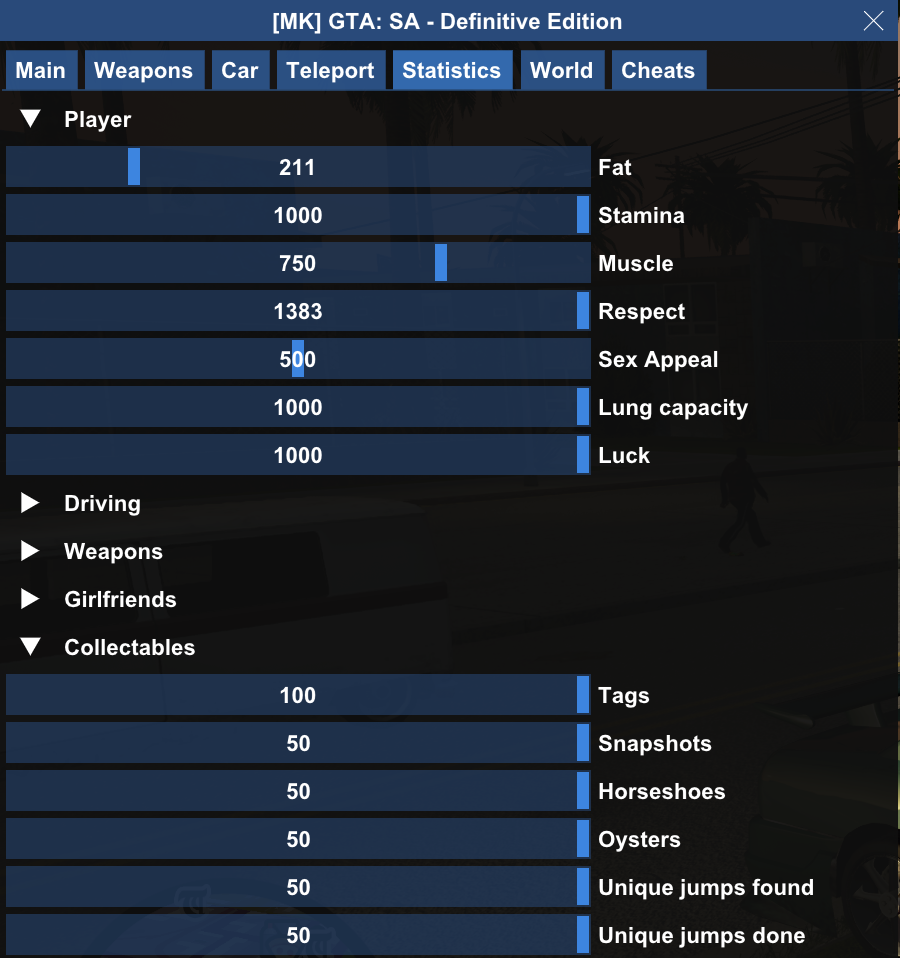 [MK] GTA: SA - Definitive Edition
Main Weapons Car Teleport Statistics World Cheats
Player
211 Fat
1000 Stamina
750 Muscle
1383 Respect
500 Sex Appeal
1000 Lung capacity
1000 Luck
Driving
Weapons
Girlfriends
Collectables
100 Tags
50 Snapshots
50 Horseshoes
50 Oysters
50 Unique jumps found
50 Unique jumps done